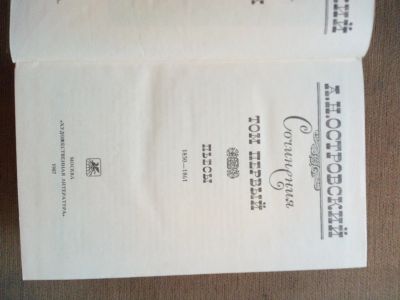 А.Н.ОСТРОВСКИЙ
Сочинения
ТОМ ПЕРВЫЙ
ПЬЕСЫ
1850—1861
МОСКВА
«ХУДОЖЕСТВЕННАЯ ЛИТЕРАТУРА»
1987